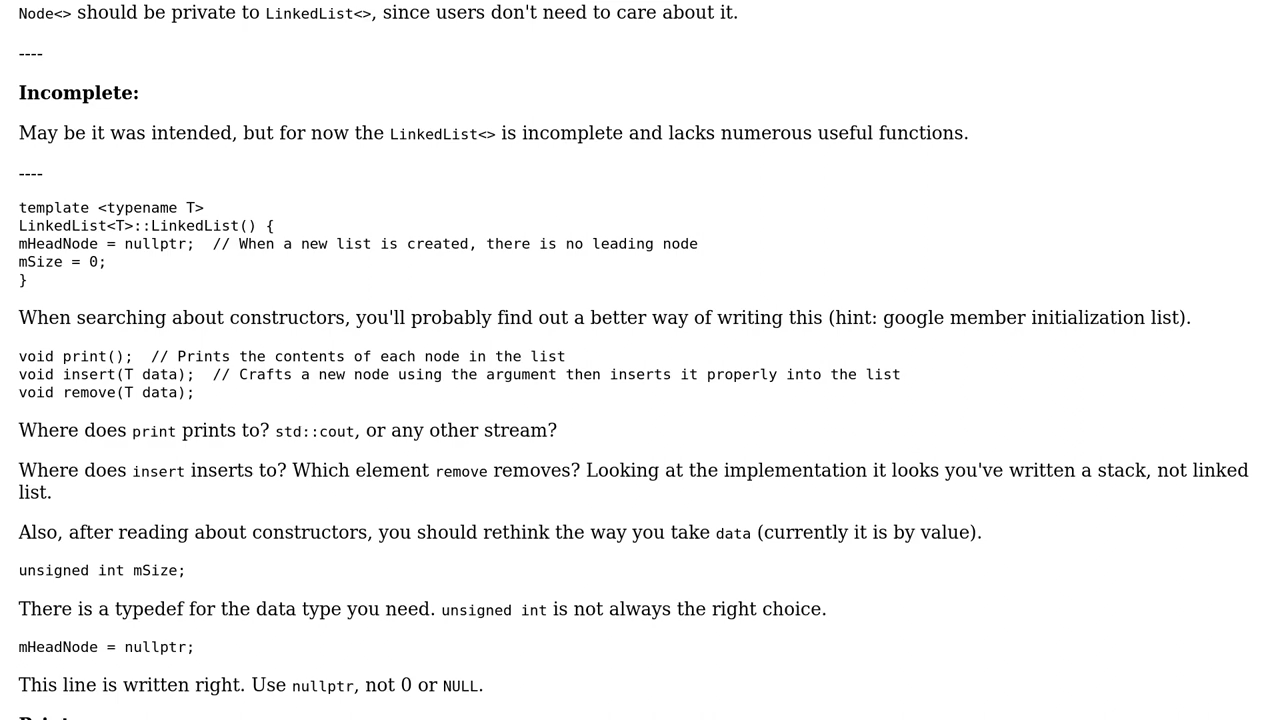 Node<> should be private to LinkedList<>, since users don't need to care about it.
----
Incomplete:
May be it was intended, but for now the LinkedList<> is incomplete and lacks numerous useful functions.
----
template <typename T>
LinkedList<T>::LinkedList() {
mHeadNode = nullptr;  // When a new list is created, there is no leading node
mSize = 0;
}
When searching about constructors, you'll probably find out a better way of writing this (hint: google member initialization list).
void print();  // Prints the contents of each node in the list
void insert(T data);  // Crafts a new node using the argument then inserts it properly into the list
void remove(T data);
Where does print prints to? std::cout, or any other stream?
Where does insert inserts to? Which element remove removes? Looking at the implementation it looks you've written a stack, not linked
list.
Also, after reading about constructors, you should rethink the way you take data (currently it is by value).
unsigned int mSize;
There is a typedef for the data type you need. unsigned int is not always the right choice.
mHeadNode = nullptr;
This line is written right. Use nullptr, not 0 or NULL.